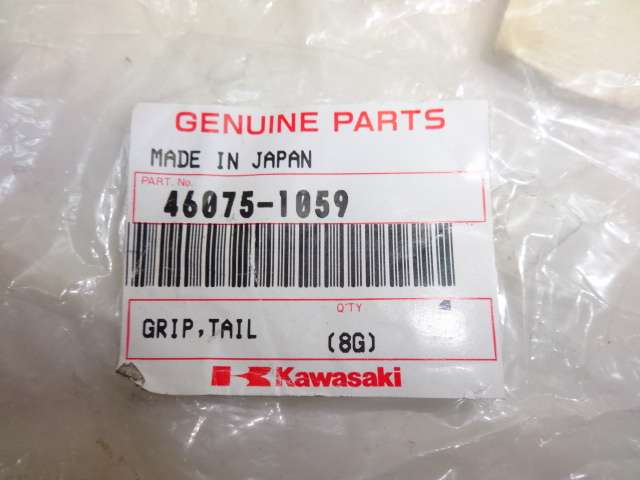 GENUINE PARTS
MADE IN JAPAN
PART. No.
46075-1059
Q'TY
GRIP,TAIL
(8G)
Kawasaki